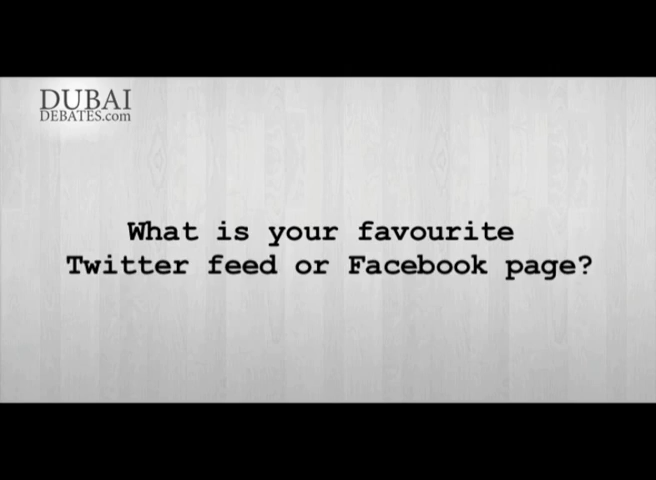 DUBAI
DEBATES.com
What is your favourite
Twitter feed or Facebook page?